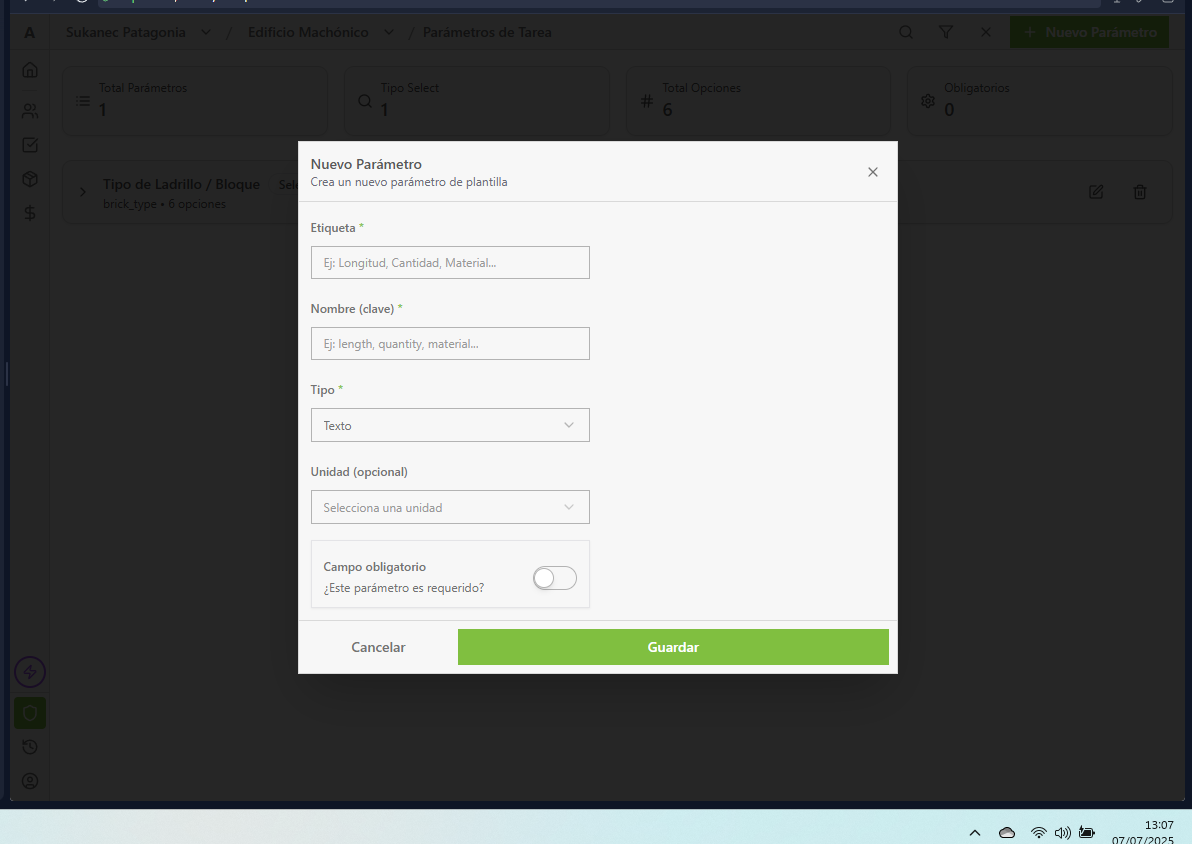 A Sukanec Patagonia / Edificio Machónico / Parámetros de Tarea + Nuevo Parámetro
Total Parámetros
1
Tipo Select
1
Total Opciones
6
Obligatorios
0
Tipo de Ladrillo / Bloque
brick_type • 6 opciones
Nuevo Parámetro
Crea un nuevo parámetro de plantilla
Etiqueta *
Ej: Longitud, Cantidad, Material...
Nombre (clave) *
Ej: length, quantity, material...
Tipo *
Texto
Unidad (opcional)
Selecciona una unidad
Campo obligatorio
¿Este parámetro es requerido?
Cancelar
Guardar
13:07
07/07/2025